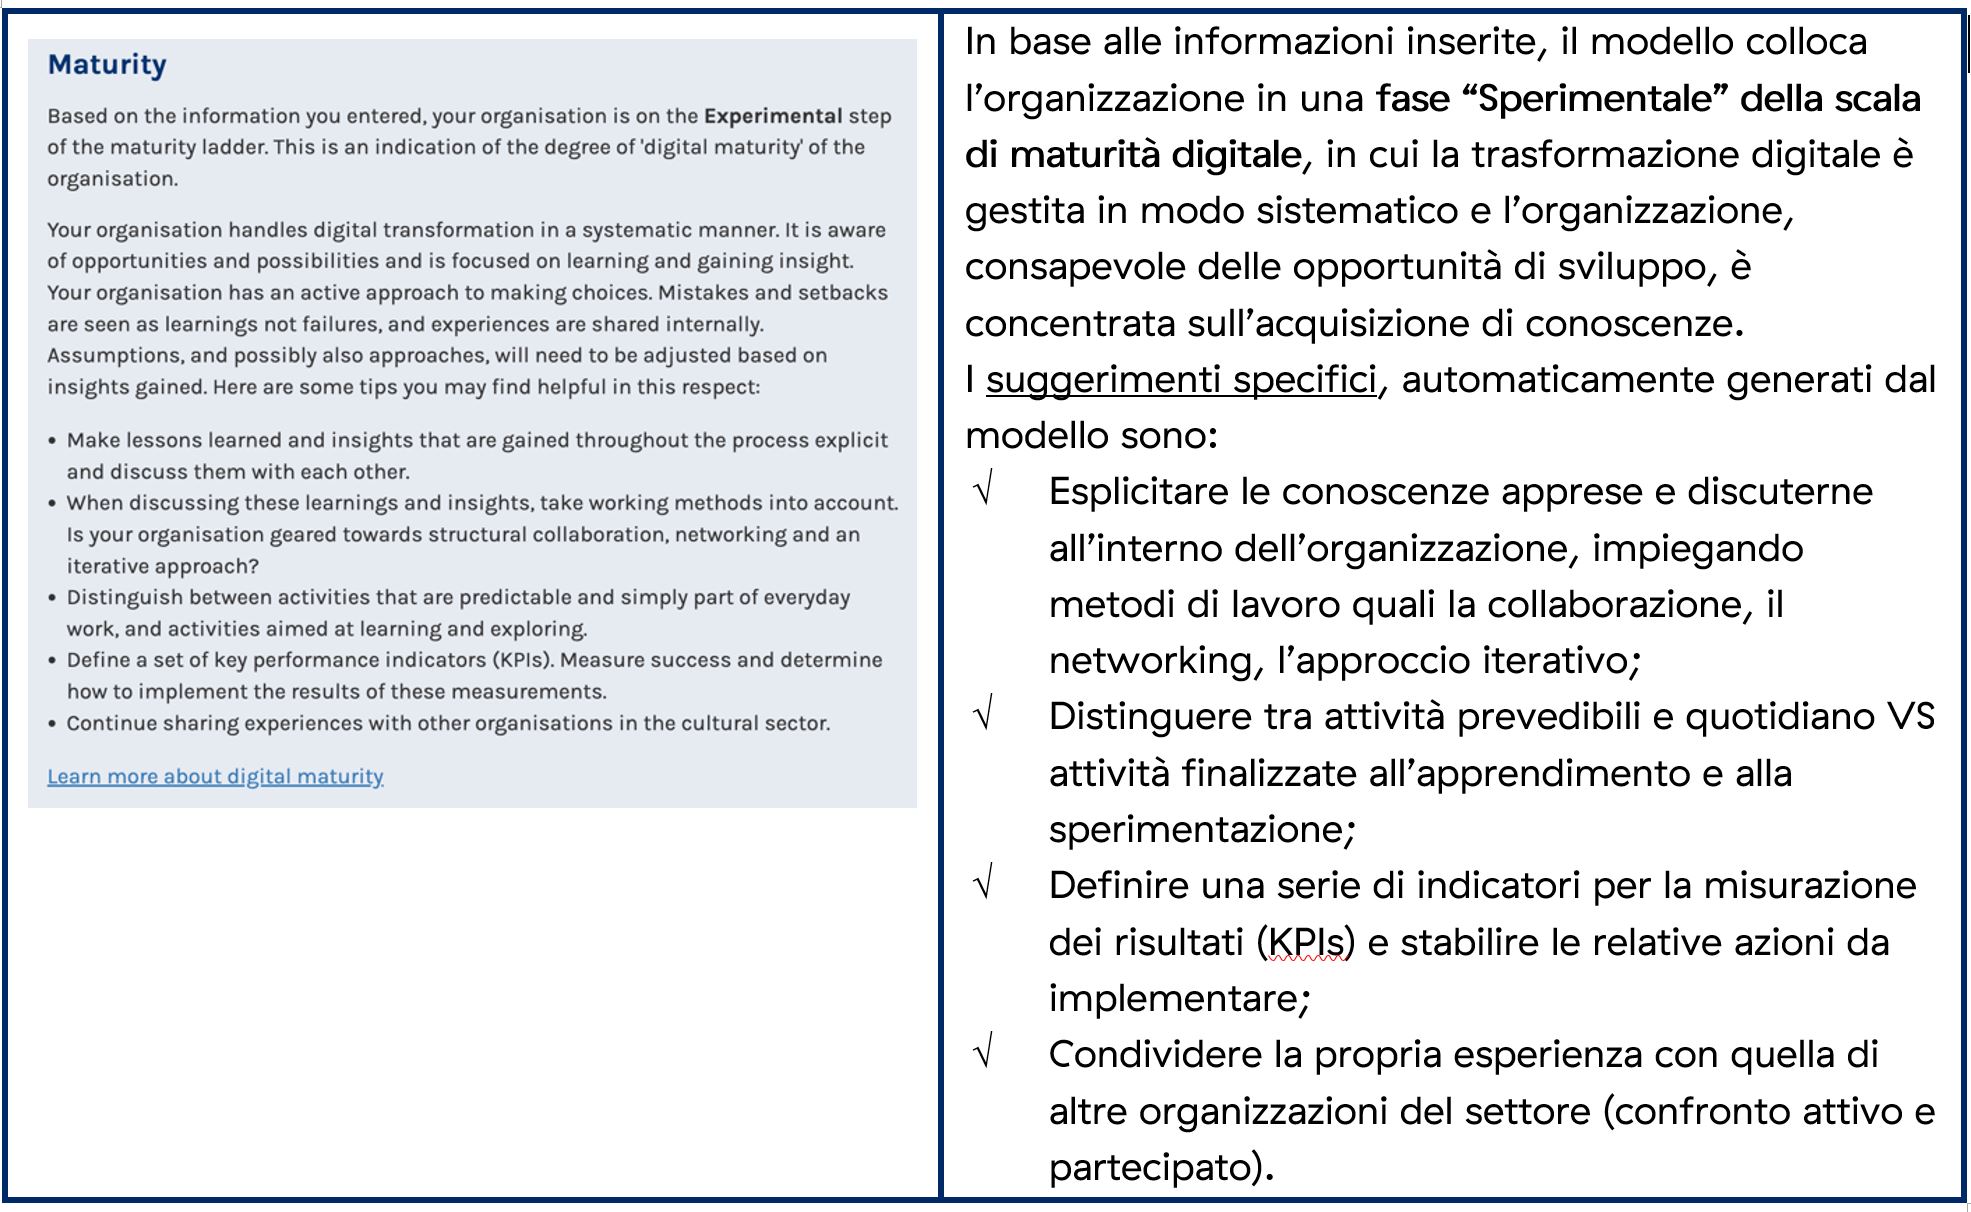 Maturity
Based on the information you entered, your organisation is on the Experimental step
of the maturity ladder. This is an indication of the degree of 'digital maturity' of the
organisation.
Your organisation handles digital transformation in a systematic manner. It is aware
of opportunities and possibilities and is focused on learning and gaining insight.
Your organisation has an active approach to making choices. Mistakes and setbacks
are seen as learnings not failures, and experiences are shared internally.
Assumptions, and possibly also approaches, will need to be adjusted based on
insights gained. Here are some tips you may find helpful in this respect:
• Make lessons learned and insights that are gained throughout the process explicit
and discuss them with each other.
• When discussing these learnings and insights, take working methods into account.
Is your organisation geared towards structural collaboration, networking and an
iterative approach?
• Distinguish between activities that are predictable and simply part of everyday
work, and activities aimed at learning and exploring.
• Define a set of key performance indicators (KPIs). Measure success and determine
how to implement the results of these measurements.
• Continue sharing experiences with other organisations in the cultural sector.
Learn more about digital maturity
In base alle informazioni inserite, il modello colloca
l’organizzazione in una fase “Sperimentale” della scala
di maturità digitale, in cui la trasformazione digitale è
gestita in modo sistematico e l’organizzazione,
consapevole delle opportunità di sviluppo, è
concentrata sull’acquisizione di conoscenze.
I suggerimenti specifici, automaticamente generati dal
modello sono:
√ Esplicitare le conoscenze apprese e discuterne
all’interno dell’organizzazione, impiegando
metodi di lavoro quali la collaborazione, il
networking, l’approccio iterativo;
√ Distinguere tra attività prevedibili e quotidiano VS
attività finalizzate all’apprendimento e alla
sperimentazione;
√ Definire una serie di indicatori per la misurazione
dei risultati (KPIs) e stabilire le relative azioni da
implementare;
√ Condividere la propria esperienza con quella di
altre organizzazioni del settore (confronto attivo e
partecipato).